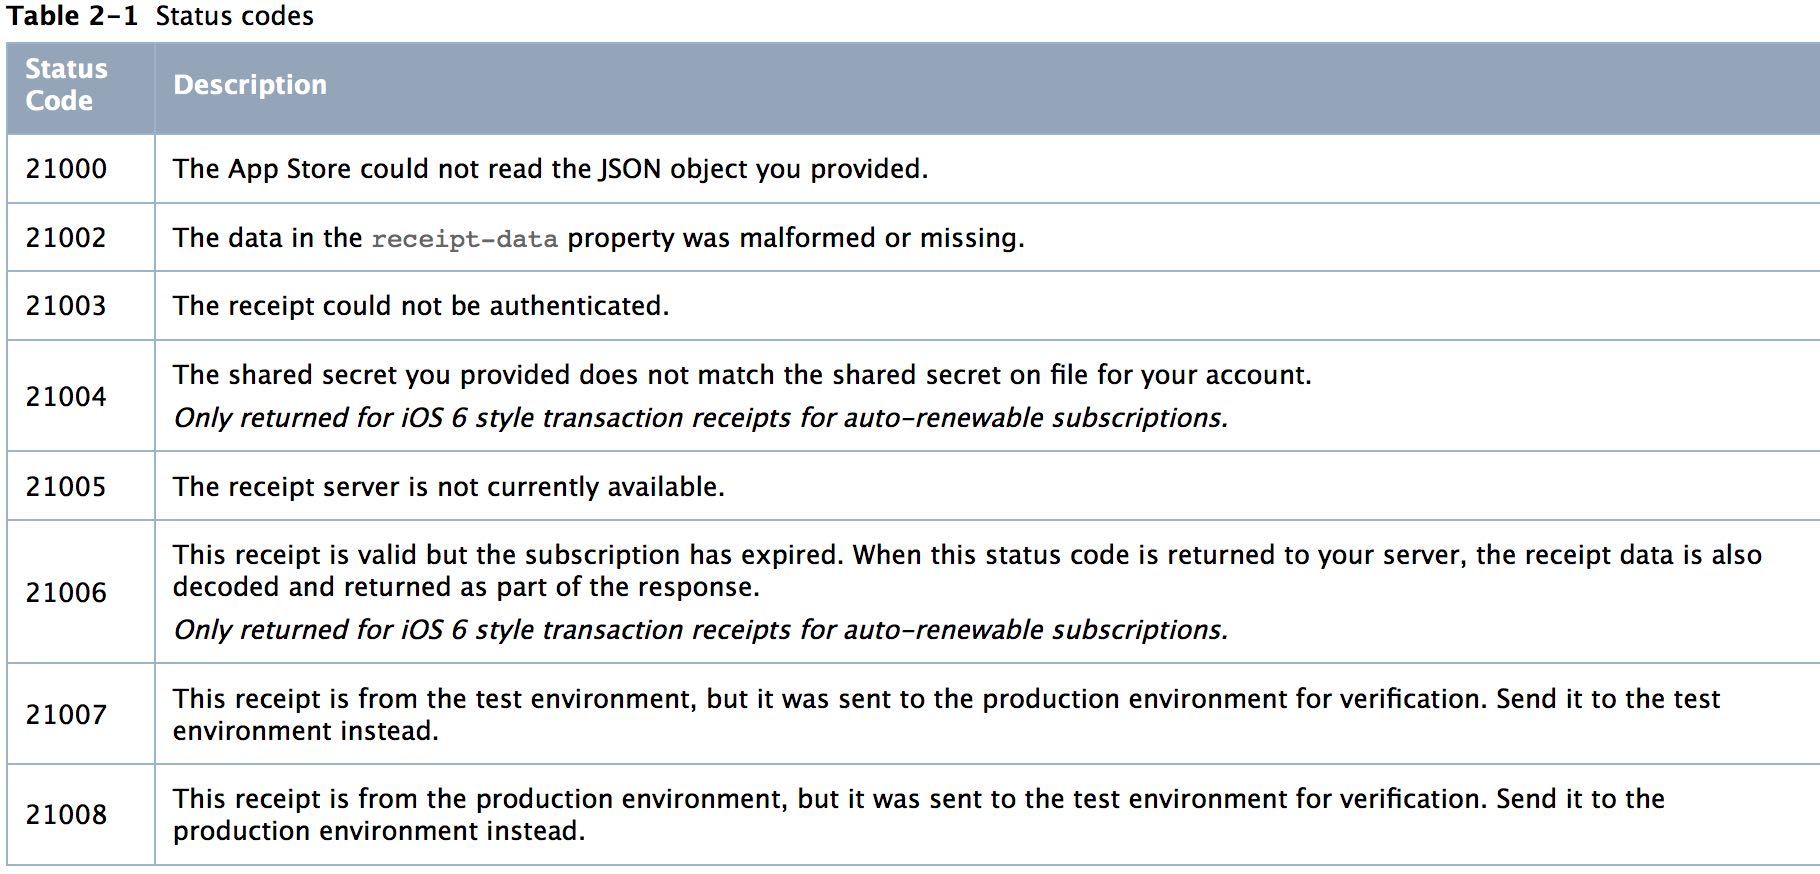 Table 2–1 Status codes
Status
Code
Description
21000
The App Store could not read the JSON object you provided.
21002
The data in the receipt-data property was malformed or missing.
21003
The receipt could not be authenticated.
21004
The shared secret you provided does not match the shared secret on file for your account.
Only returned for iOS 6 style transaction receipts for auto-renewable subscriptions.
21005
The receipt server is not currently available.
21006
This receipt is valid but the subscription has expired. When this status code is returned to your server, the receipt data is also
decoded and returned as part of the response.
Only returned for iOS 6 style transaction receipts for auto-renewable subscriptions.
21007
This receipt is from the test environment, but it was sent to the production environment for verification. Send it to the test
environment instead.
21008
This receipt is from the production environment, but it was sent to the test environment for verification. Send it to the
production environment instead.